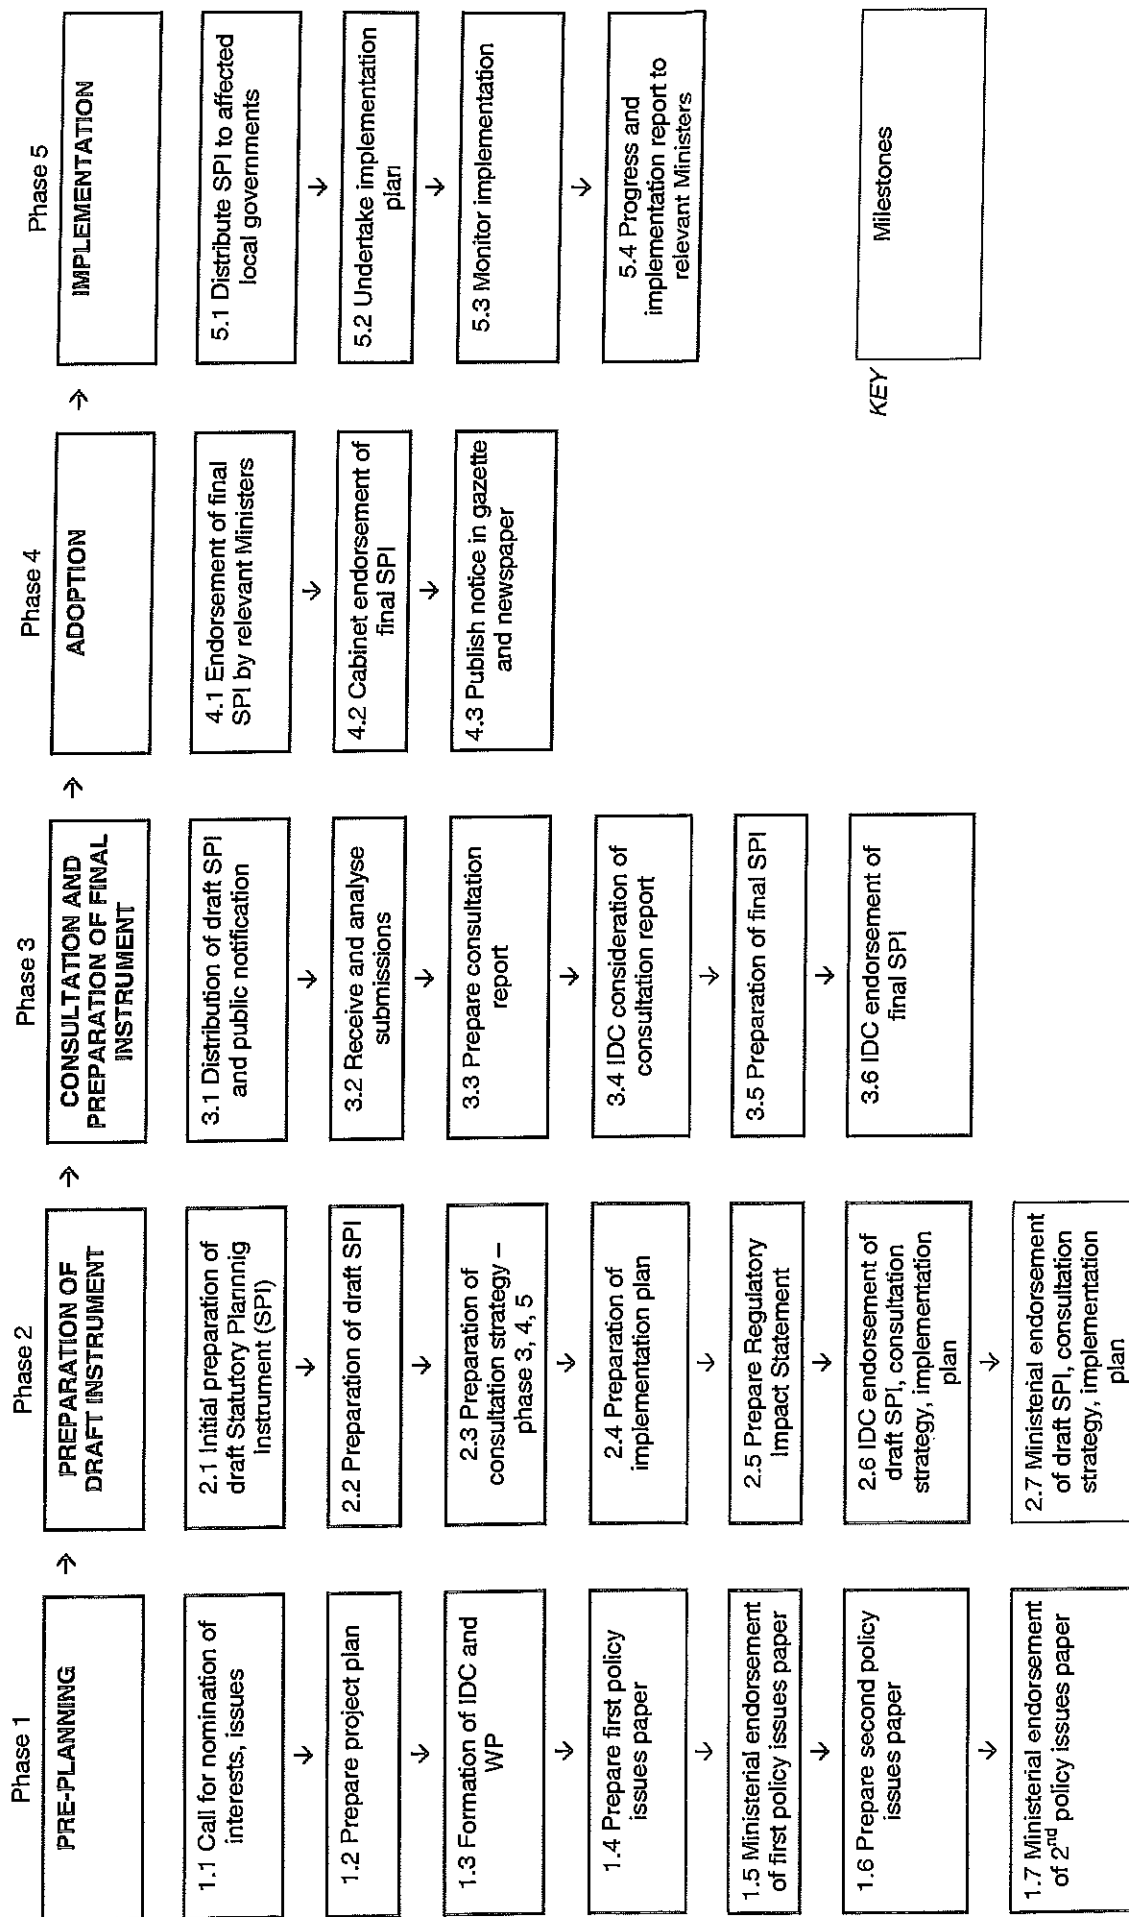 Phase 1
PRE-PLANNING
1.1 Call for nomination of
interests, issues
1.2 Prepare project plan
1.3 Formation of IDC and
WP
1.4 Prepare first policy
issues paper
1.5 Ministerial endorsement
of first policy issues paper
1.6 Prepare second policy
issues paper
1.7 Ministerial endorsement
of 2nd policy issues paper
Phase 2
PREPARATION OF
DRAFT INSTRUMENT
2.1 Initial preparation of
draft Statutory Plannnig
Instrument (SPI)
2.2 Preparation of draft SPI
2.3 Preparation of
consultation strategy –
phase 3, 4, 5
2.4 Preparation of
implementation plan
2.5 Prepare Regulatory
Impact Statement
2.6 IDC endorsement of
draft SPI, consultation
strategy, implementation
plan
2.7 Ministerial endorsement
of draft SPI, consultation
strategy, implementation
plan
Phase 3
CONSULTATION AND
PREPARATION OF FINAL
INSTRUMENT
3.1 Distribution of draft SPI
and public notification
3.2 Receive and analyse
submissions
3.3 Prepare consultation
report
3.4 IDC consideration of
consultation report
3.5 Preparation of final SPI
3.6 IDC endorsement of
final SPI
Phase 4
ADOPTION
4.1 Endorsement of final
SPI by relevant Ministers
4.2 Cabinet endorsement of
final SPI
4.3 Publish notice in gazette
and newspaper
Phase 5
IMPLEMENTATION
5.1 Distribute SPI to affected
local governments
5.2 Undertake implementation
plan
5.3 Monitor implementation
5.4 Progress and
implementation report to
relevant Ministers
KEY
Milestones